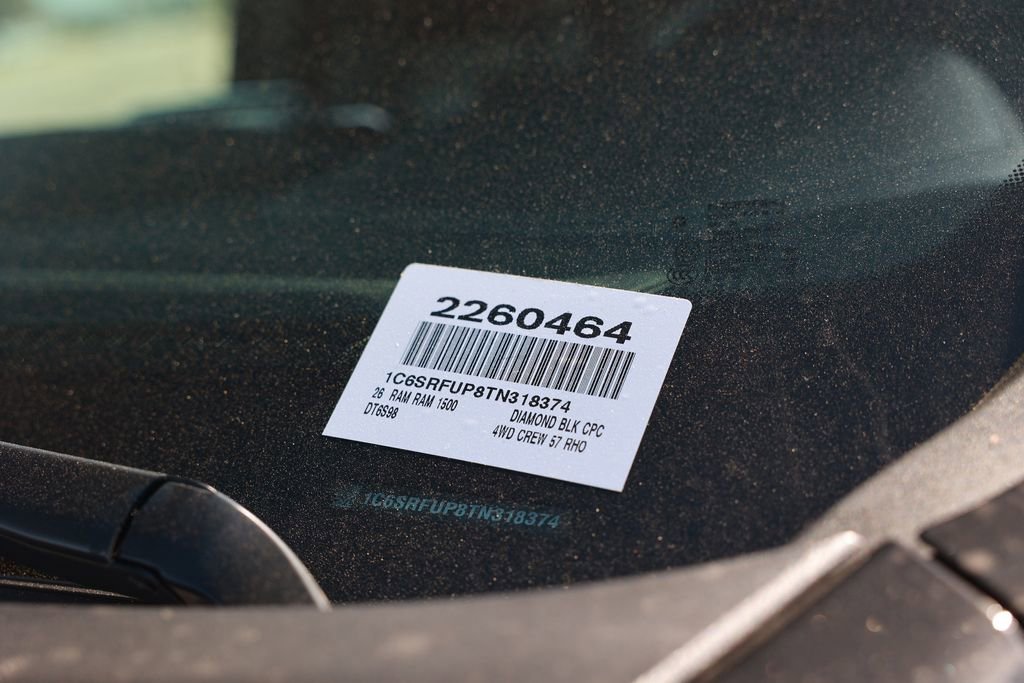 2260464
1C6SRFUP8TN318374
26 RAM RAM 1500 DIAMOND BLK CPC
DT6S98 4WD CREW 57 RHO
1C6SRFUP8TN318374